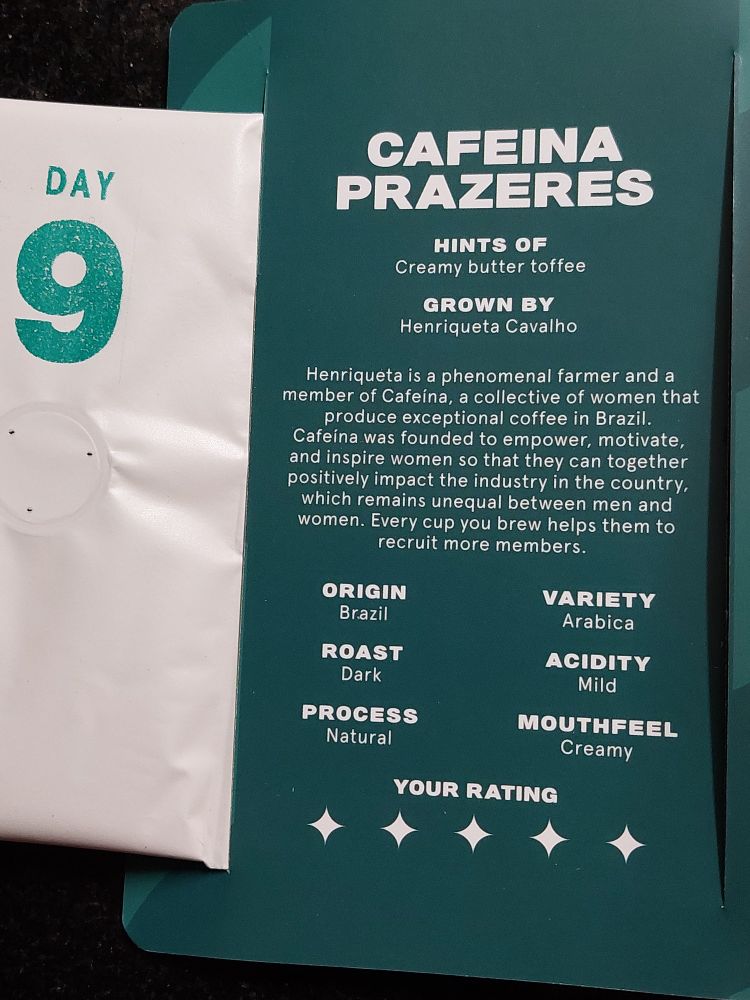 DAY
9
CAFEINA
PRAZERES
HINTS OF
Creamy butter toffee
GROWN BY
Henriqueta Cavalho
Henriqueta is a phenomenal farmer and a
member of Cafeína, a collective of women that
produce exceptional coffee in Brazil.
Cafeína was founded to empower, motivate,
and inspire women so that they can together
positively impact the industry in the country,
which remains unequal between men and
women. Every cup you brew helps them to
recruit more members.
ORIGIN
Brazil
VARIETY
Arabica
ROAST
Dark
ACIDITY
Mild
PROCESS
Natural
MOUTHFEEL
Creamy
YOUR RATING